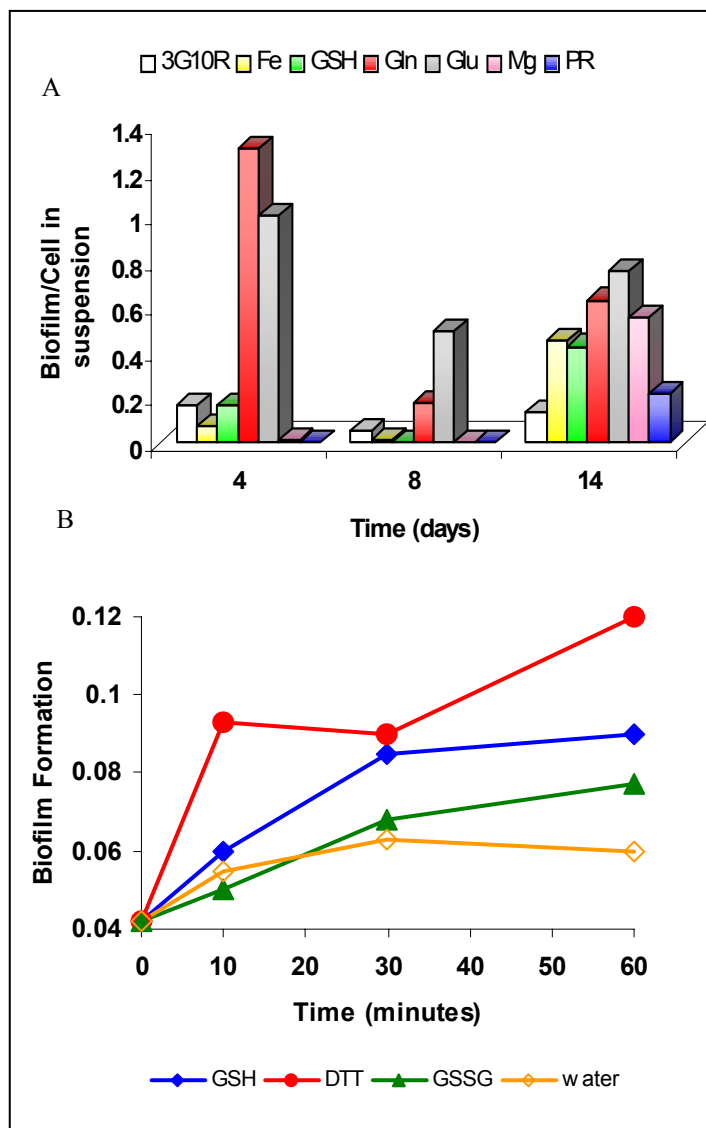 3G10R Fe GSH Gln Glu Mg PR
A
1.4
1.2
1
0.8
0.6
0.4
0.2
0
Biofilm/Cell in
suspension
4 8 14
Time (days)
B
0.12
0.1
0.08
0.06
0.04
Biofilm Formation
0 10 20 30 40 50 60
Time (minutes)
GSH DTT GSSG water